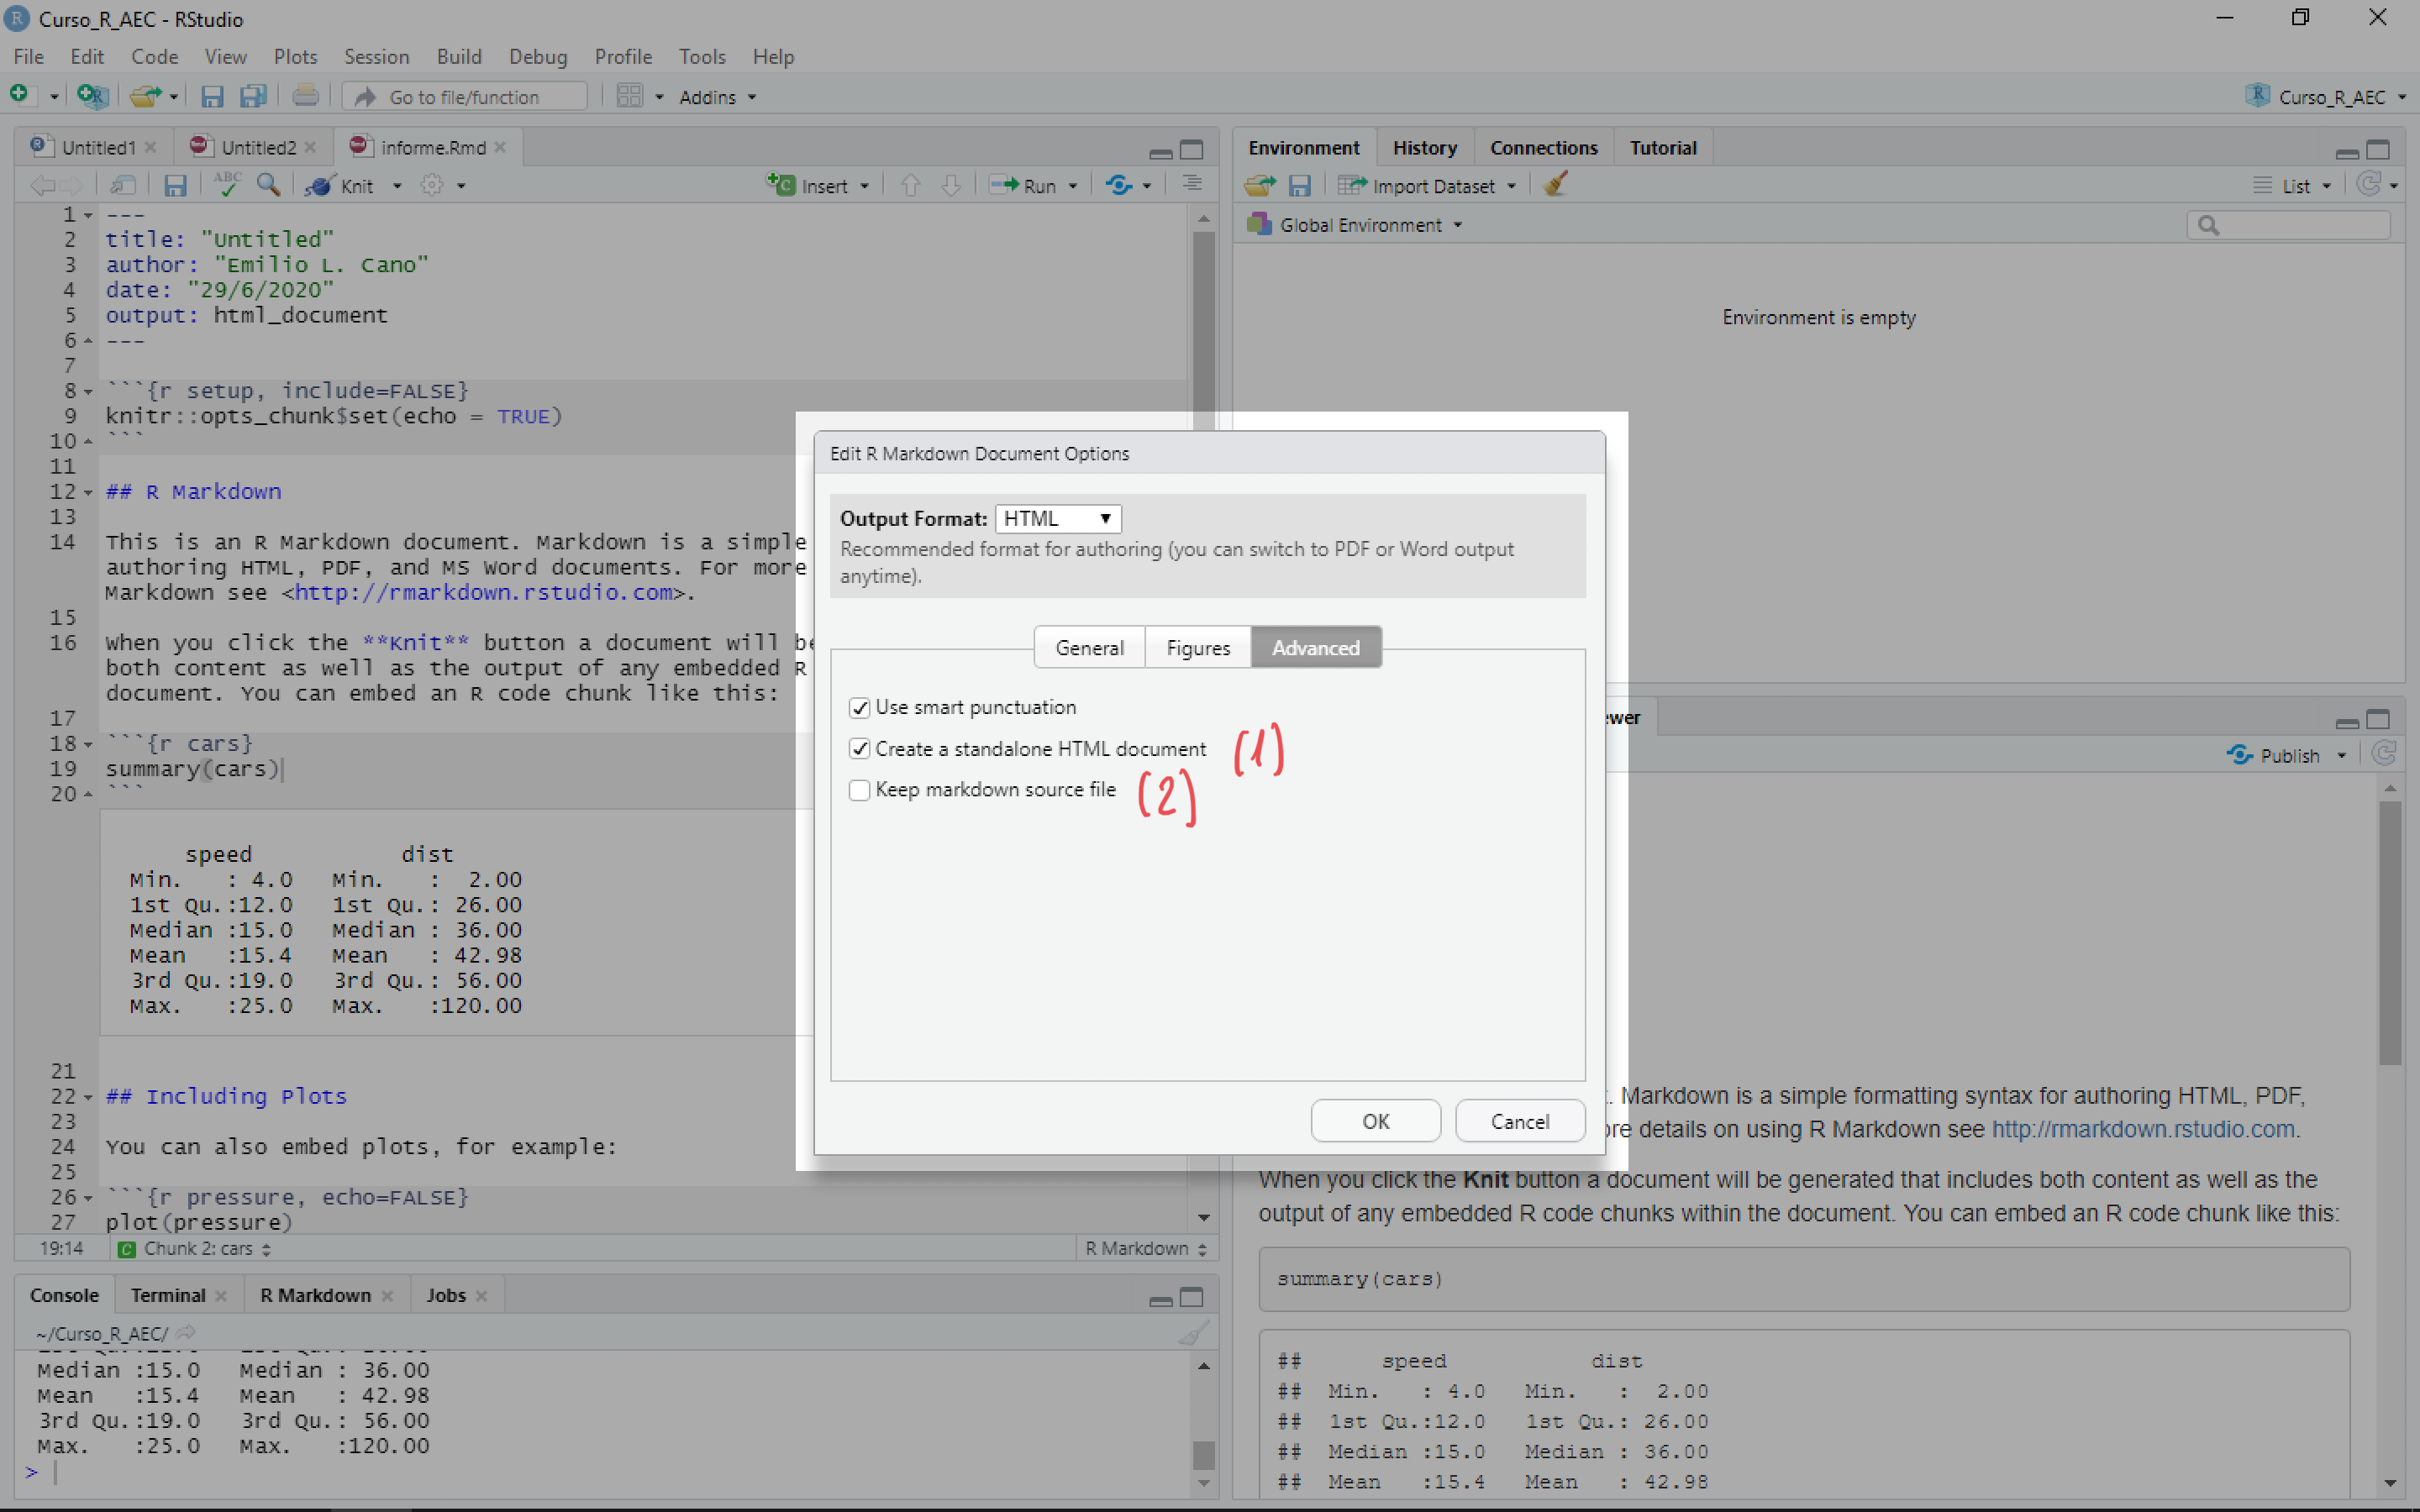 Curso_R_AEC - RStudio
File Edit Code View Plots Session Build Debug Profile Tools Help
Go to file/function Addins Curso_R_AEC
Untitled1 Untitled2 informe.Rmd
ABC Knit Insert Run
1 ---
2 title: "Untitled"
3 author: "Emilio L. Cano"
4 date: "29/6/2020"
5 output: html_document
6 ---
7
8 ```{r setup, include=FALSE}
9 knitr::opts_chunk$set(echo = TRUE)
10 ```
11
12 ## R Markdown
13
14 This is an R Markdown document. Markdown is a simple
authoring HTML, PDF, and MS Word documents. For more
Markdown see <http://rmarkdown.rstudio.com>.
15
16 When you click the **Knit** button a document will be
both content as well as the output of any embedded R
document. You can embed an R code chunk like this:
17
18 ```{r cars}
19 summary(cars)
20 ```
speed dist
Min. : 4.0 Min. : 2.00
1st Qu.:12.0 1st Qu.: 26.00
Median :15.0 Median : 36.00
Mean :15.4 Mean : 42.98
3rd Qu.:19.0 3rd Qu.: 56.00
Max. :25.0 Max. :120.00
21
22 ## Including Plots
23
24 You can also embed plots, for example:
25
26 ```{r pressure, echo=FALSE}
27 plot(pressure)
19:14 Chunk 2: cars R Markdown
Console Terminal R Markdown Jobs
~/Curso_R_AEC/
Median :15.0 Median : 36.00
Mean :15.4 Mean : 42.98
3rd Qu.:19.0 3rd Qu.: 56.00
Max. :25.0 Max. :120.00
>
Edit R Markdown Document Options
Output Format: HTML
Recommended format for authoring (you can switch to PDF or Word output
anytime).
General Figures Advanced
Use smart punctuation
Create a standalone HTML document (1)
Keep markdown source file (2)
OK Cancel
Environment History Connections Tutorial
Import Dataset List
Global Environment
Environment is empty
ewer
Publish
. Markdown is a simple formatting syntax for authoring HTML, PDF,
ore details on using R Markdown see http://rmarkdown.rstudio.com.
When you click the Knit button a document will be generated that includes both content as well as the
output of any embedded R code chunks within the document. You can embed an R code chunk like this:
summary(cars)
## speed dist
## Min. : 4.0 Min. : 2.00
## 1st Qu.:12.0 1st Qu.: 26.00
## Median :15.0 Median : 36.00
## Mean :15.4 Mean : 42.98